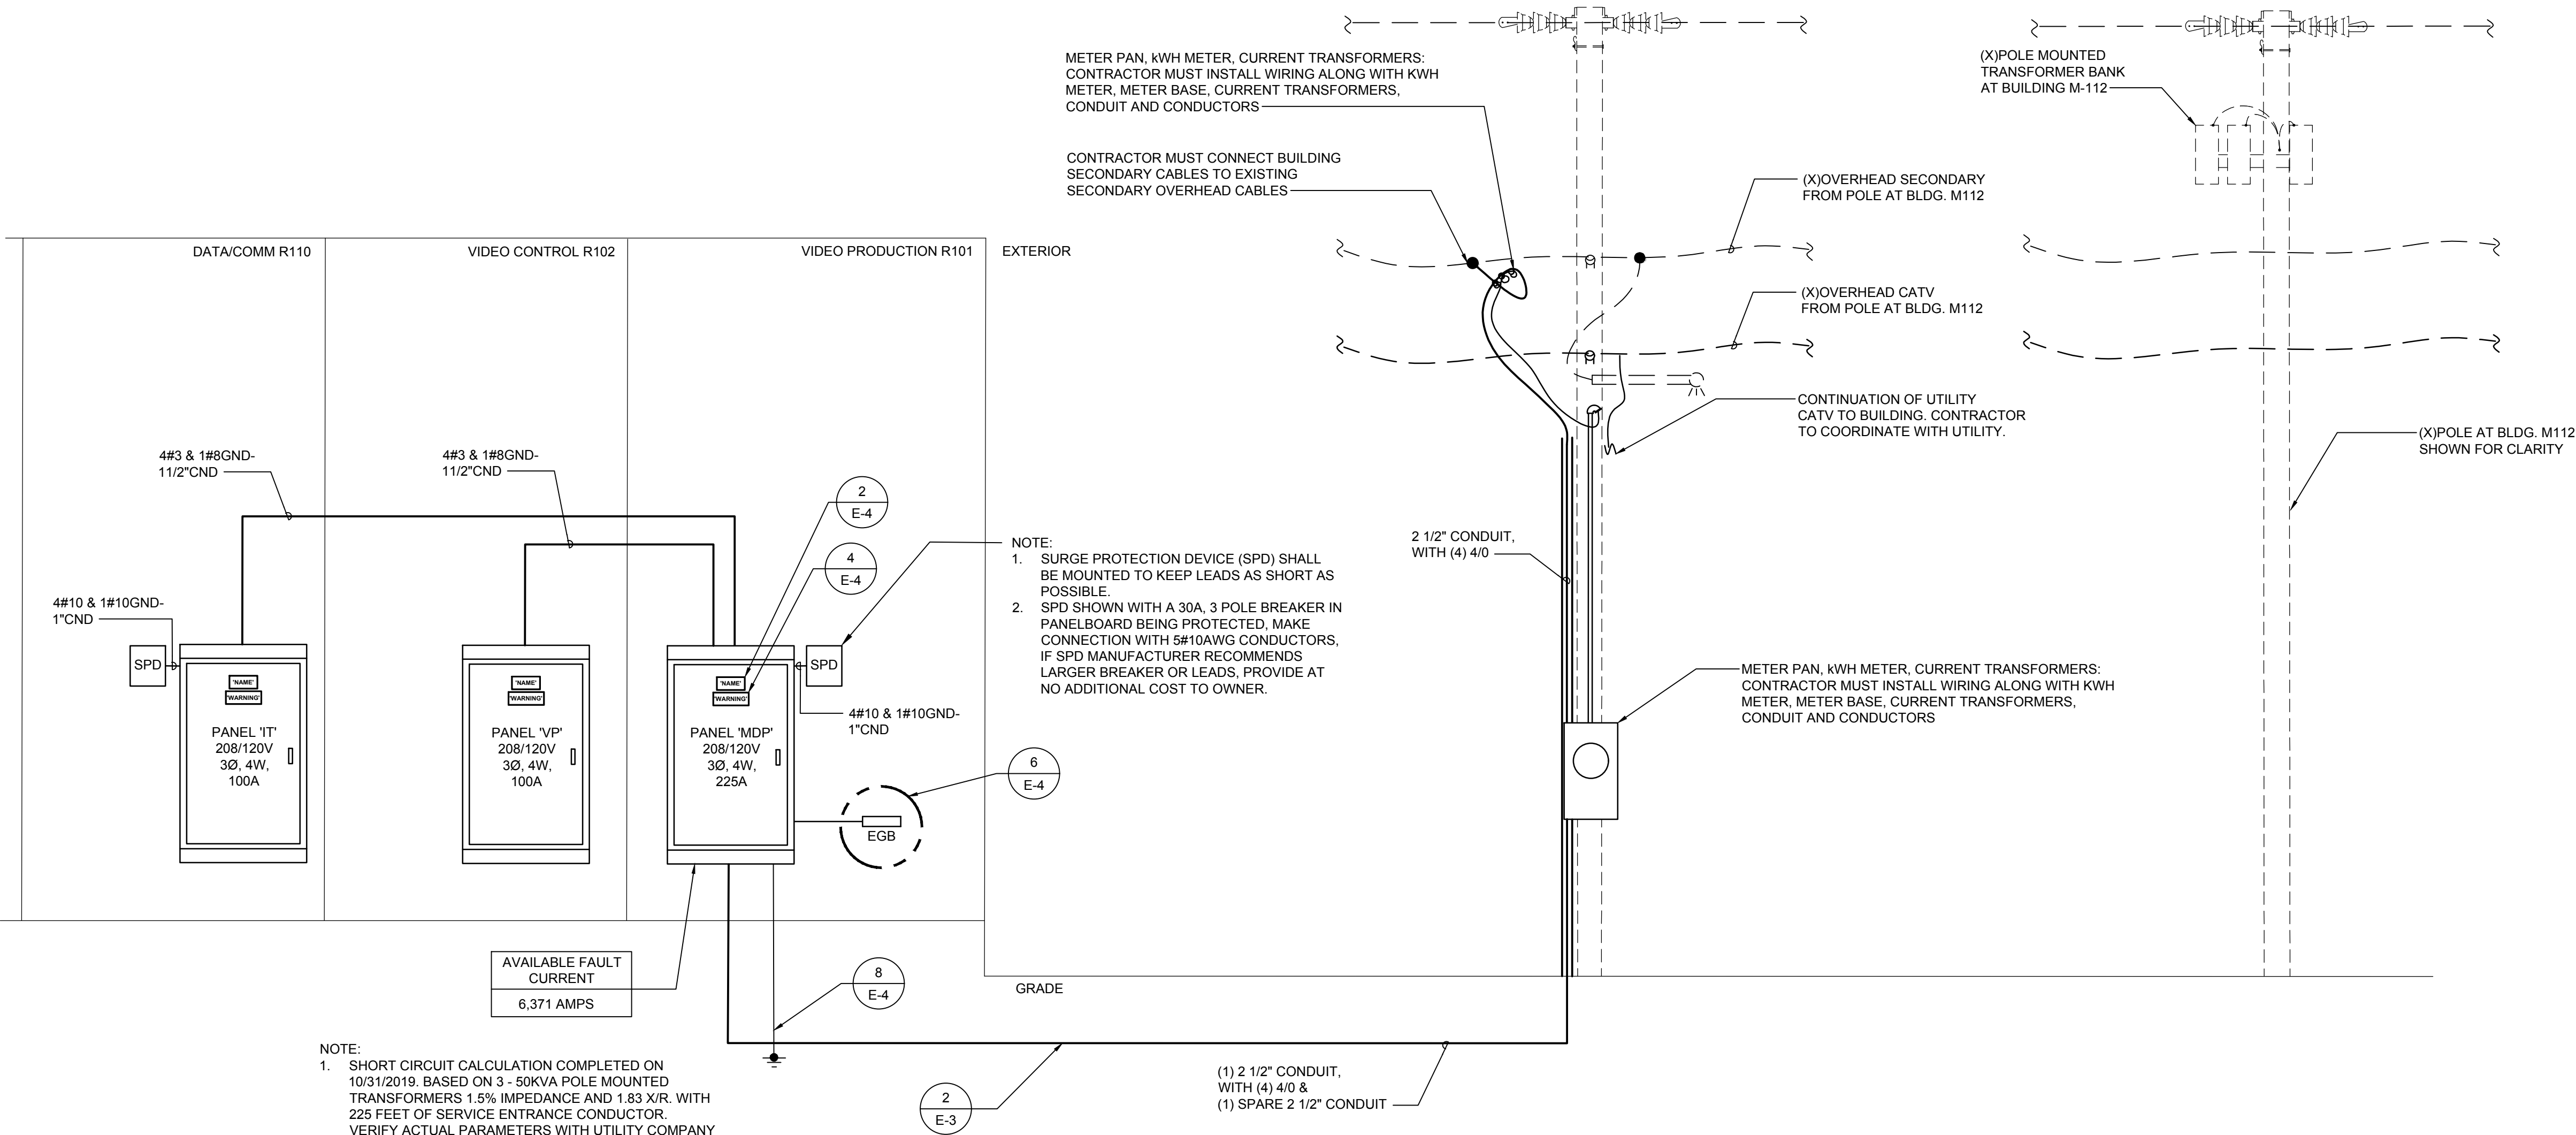 METER PAN, kWH METER, CURRENT TRANSFORMERS:
CONTRACTOR MUST INSTALL WIRING ALONG WITH KWH
METER, METER BASE, CURRENT TRANSFORMERS,
CONDUIT AND CONDUCTORS
(X)POLE MOUNTED
TRANSFORMER BANK
AT BUILDING M-112
CONTRACTOR MUST CONNECT BUILDING
SECONDARY CABLES TO EXISTING
SECONDARY OVERHEAD CABLES
(X)OVERHEAD SECONDARY
FROM POLE AT BLDG. M112
DATA/COMM R110
VIDEO CONTROL R102
VIDEO PRODUCTION R101
EXTERIOR
(X)OVERHEAD CATV
FROM POLE AT BLDG. M112
CONTINUATION OF UTILITY
CATV TO BUILDING. CONTRACTOR
TO COORDINATE WITH UTILITY.
(X)POLE AT BLDG. M112
SHOWN FOR CLARITY
4#3 & 1#8GND-
11/2"CND
4#3 & 1#8GND-
11/2"CND
2
E-4
4
E-4
NOTE:
1. SURGE PROTECTION DEVICE (SPD) SHALL
BE MOUNTED TO KEEP LEADS AS SHORT AS
POSSIBLE.
2. SPD SHOWN WITH A 30A, 3 POLE BREAKER IN
PANELBOARD BEING PROTECTED, MAKE
CONNECTION WITH 5#10AWG CONDUCTORS,
IF SPD MANUFACTURER RECOMMENDS
LARGER BREAKER OR LEADS, PROVIDE AT
NO ADDITIONAL COST TO OWNER.
2 1/2" CONDUIT,
WITH (4) 4/0
4#10 & 1#10GND-
1"CND
SPD
'NAME'
'WARNING'
PANEL 'IT'
208/120V
3Ø, 4W,
100A
'NAME'
'WARNING'
PANEL 'VP'
208/120V
3Ø, 4W,
100A
'NAME'
'WARNING'
PANEL 'MDP'
208/120V
3Ø, 4W,
225A
SPD
4#10 & 1#10GND-
1"CND
METER PAN, kWH METER, CURRENT TRANSFORMERS:
CONTRACTOR MUST INSTALL WIRING ALONG WITH KWH
METER, METER BASE, CURRENT TRANSFORMERS,
CONDUIT AND CONDUCTORS
6
E-4
EGB
AVAILABLE FAULT
CURRENT
6,371 AMPS
8
E-4
GRADE
NOTE:
1. SHORT CIRCUIT CALCULATION COMPLETED ON
10/31/2019. BASED ON 3 - 50KVA POLE MOUNTED
TRANSFORMERS 1.5% IMPEDANCE AND 1.83 X/R. WITH
225 FEET OF SERVICE ENTRANCE CONDUCTOR.
VERIFY ACTUAL PARAMETERS WITH UTILITY COMPANY
2
E-3
(1) 2 1/2" CONDUIT,
WITH (4) 4/0 &
(1) SPARE 2 1/2" CONDUIT